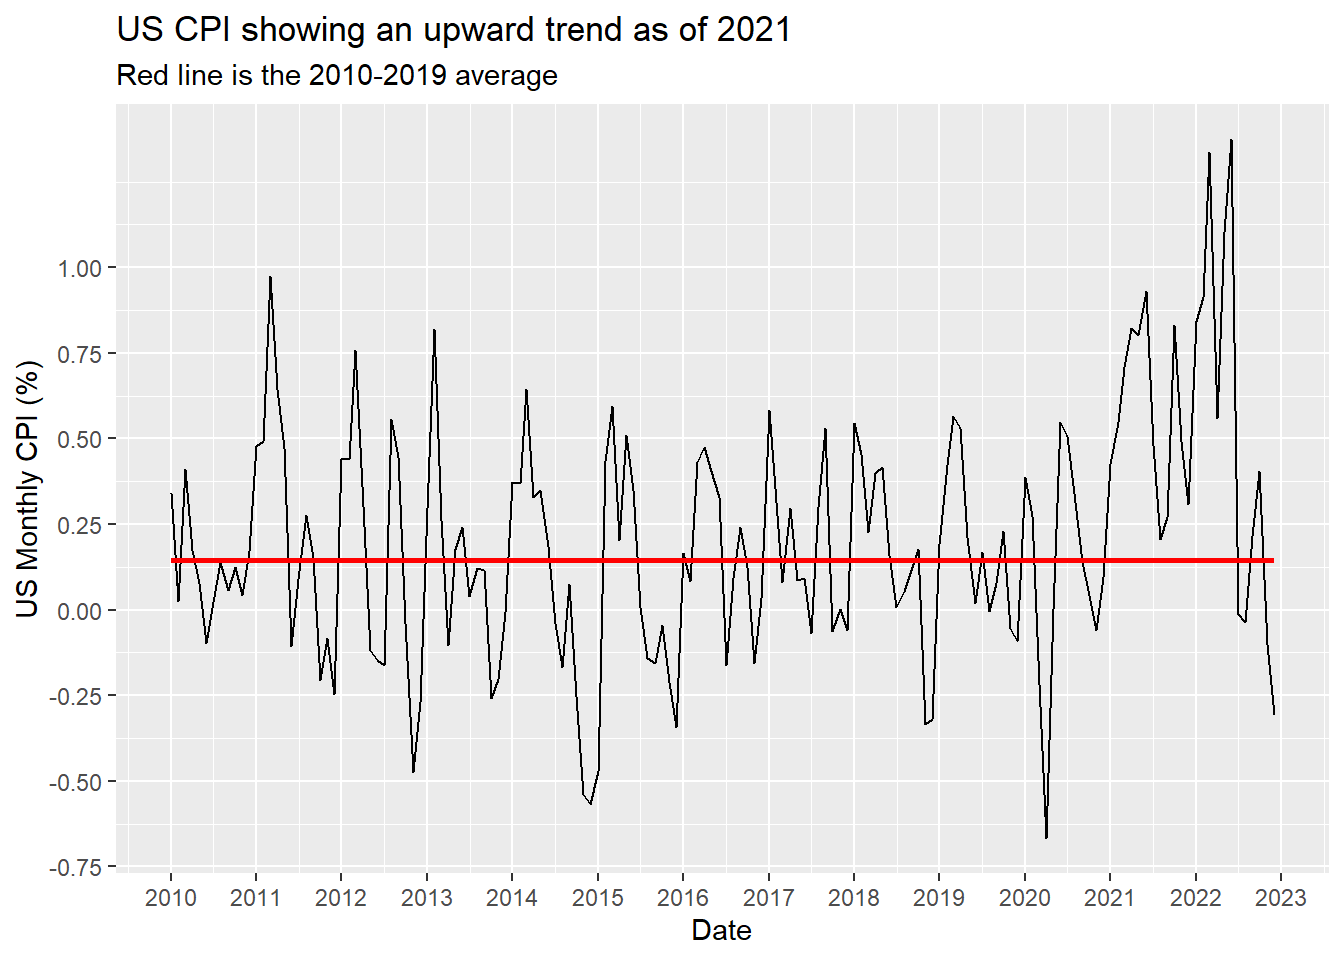 US CPI showing an upward trend as of 2021
Red line is the 2010-2019 average
US Monthly CPI (%)
1.00
0.75
0.50
0.25
0.00
-0.25
-0.50
-0.75
2010 2011 2012 2013 2014 2015 2016 2017 2018 2019 2020 2021 2022 2023
Date